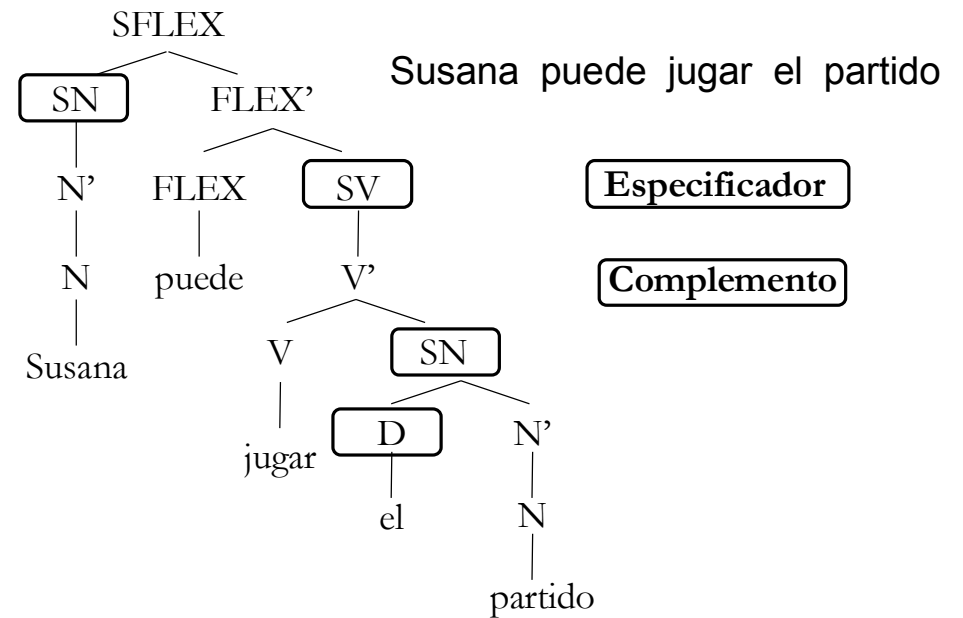 SFLEX
Susana puede jugar el partido
SN FLEX’
N’ FLEX SV Especificador
N puede V’ Complemento
Susana V SN
jugar D N’
el N
partido